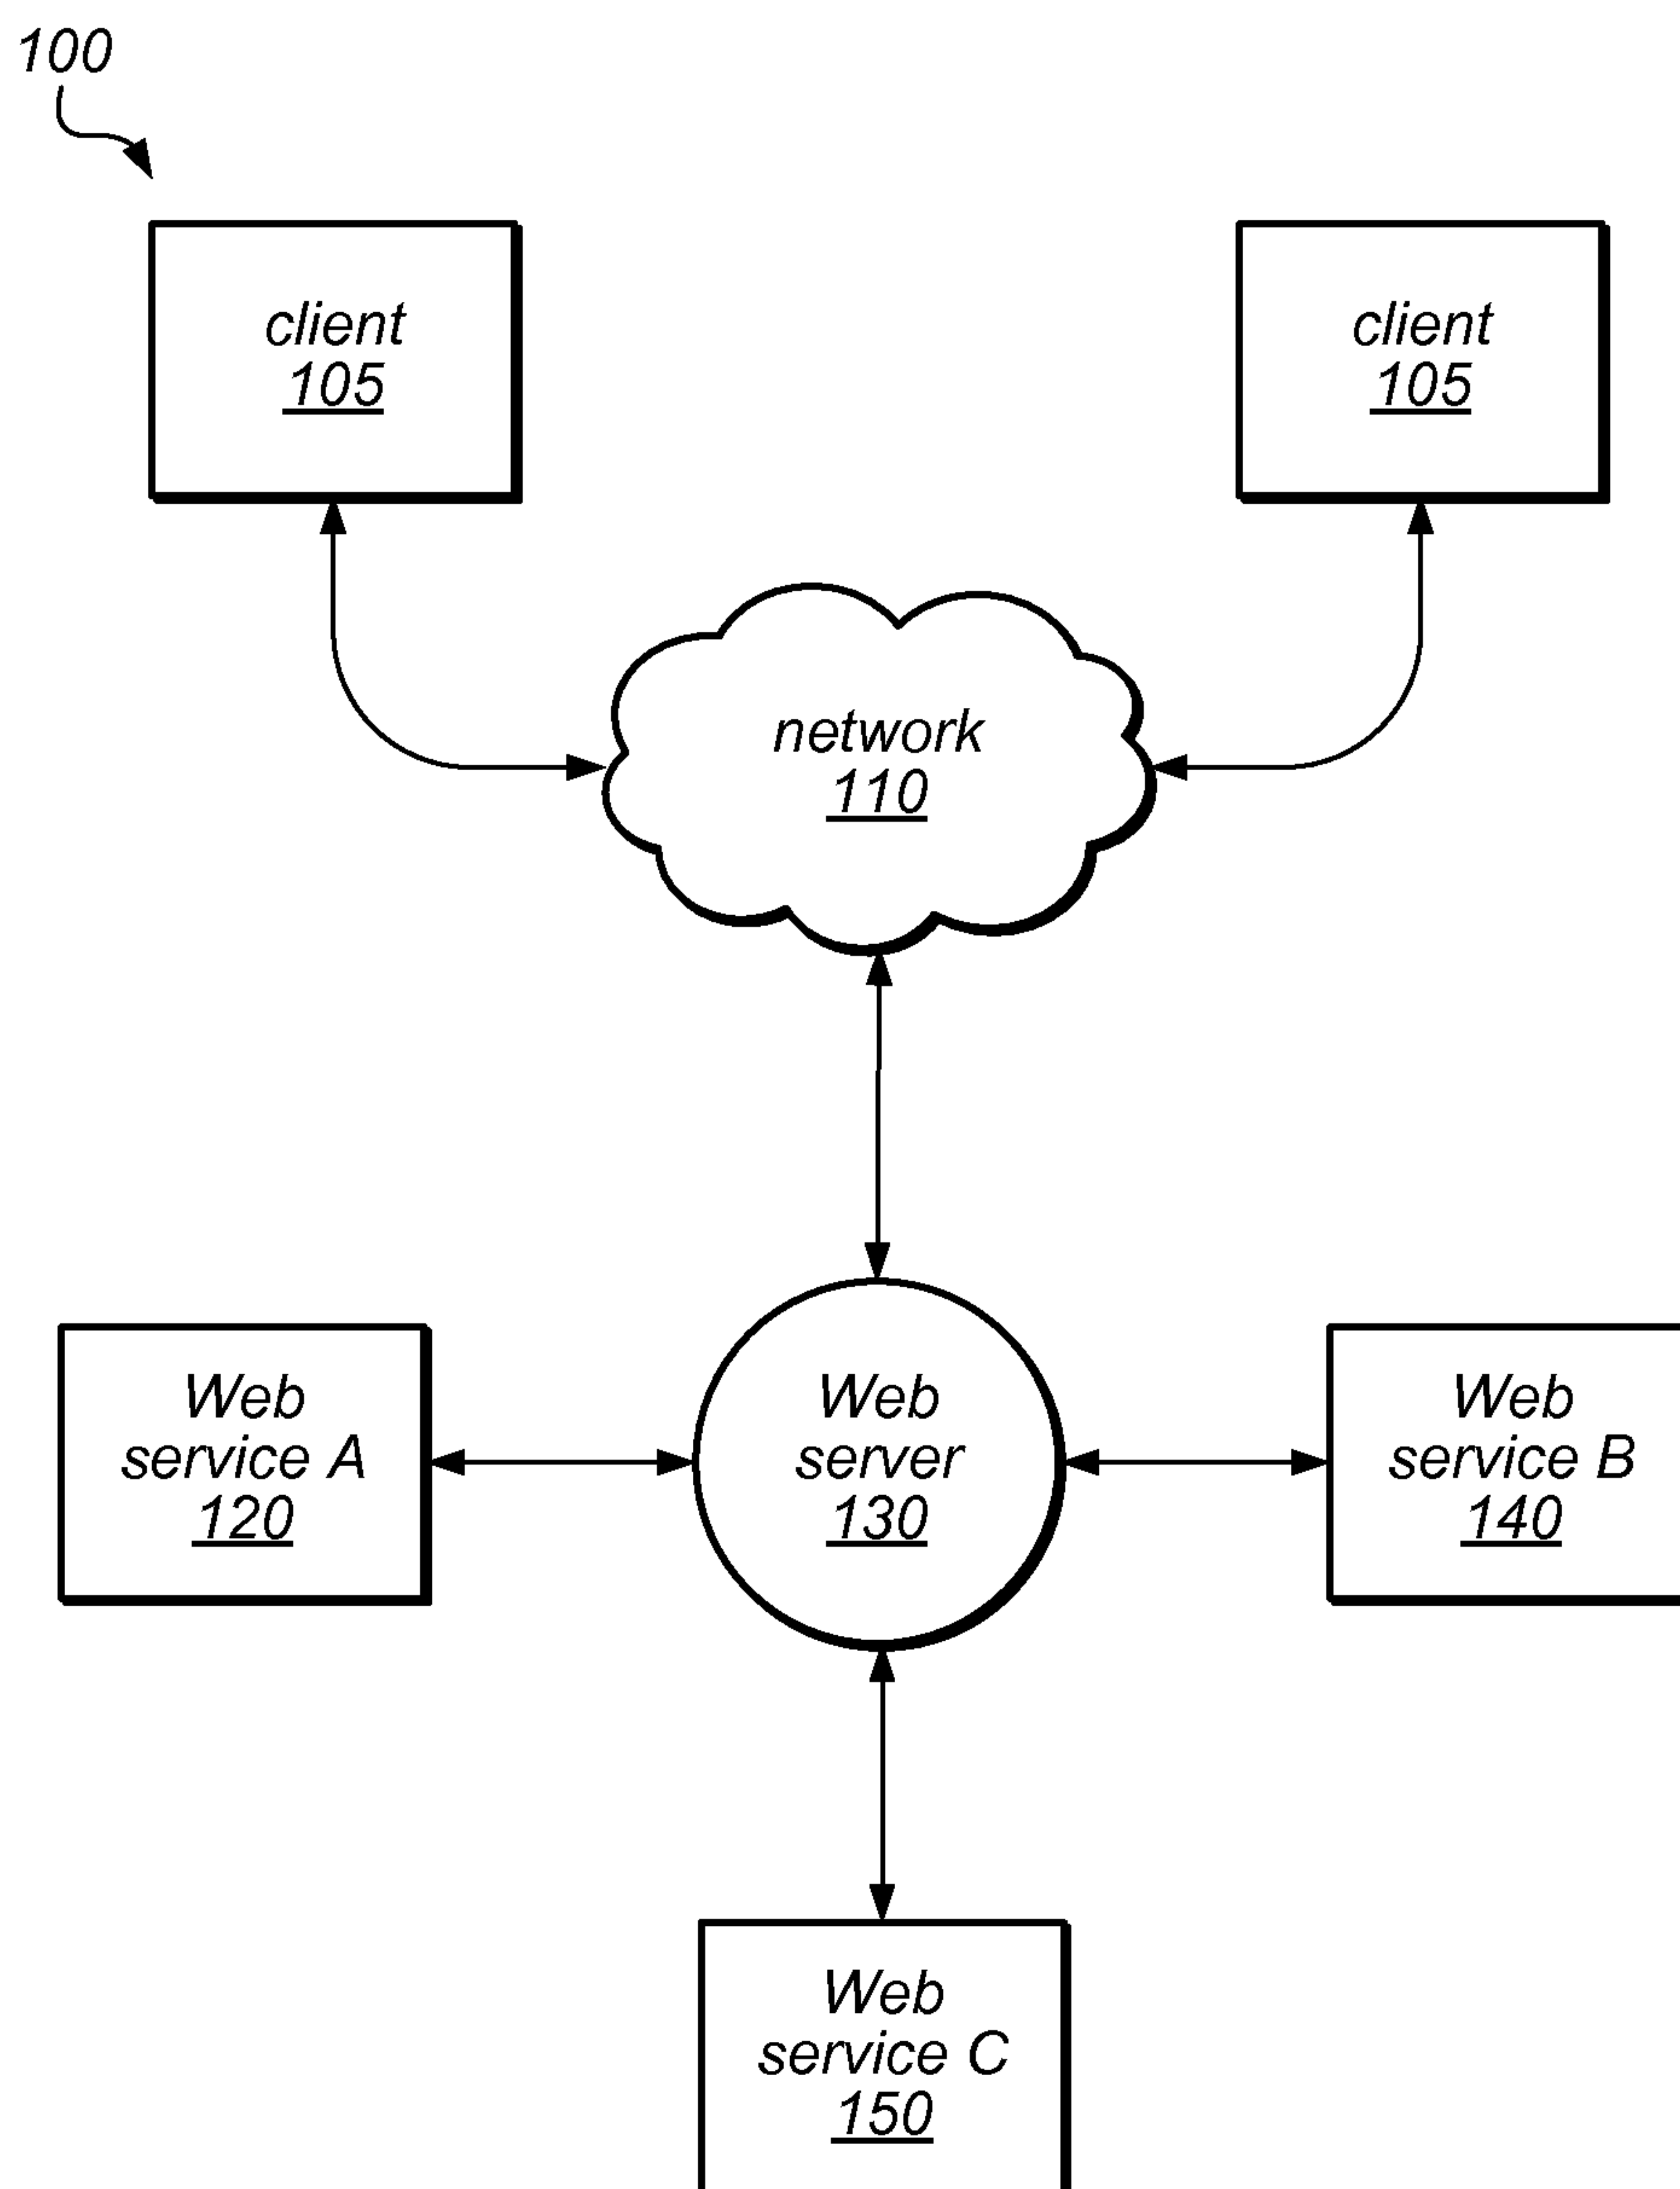 100
client
105
client
105
network
110
Web
service A
120
Web
server
130
Web
service B
140
Web
service C
150